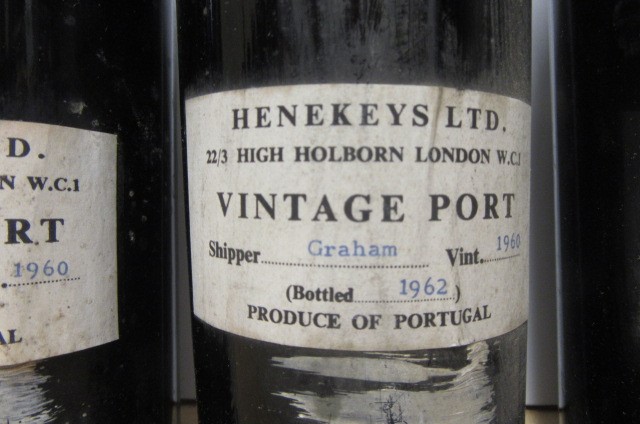 D.
N W.C.1
RT
.1960
AL
HENEKEYS LTD.
22/3 HIGH HOLBORN LONDON W.C.1
VINTAGE PORT
Shipper Graham Vint. 1960
(Bottled 1962)
PRODUCE OF PORTUGAL